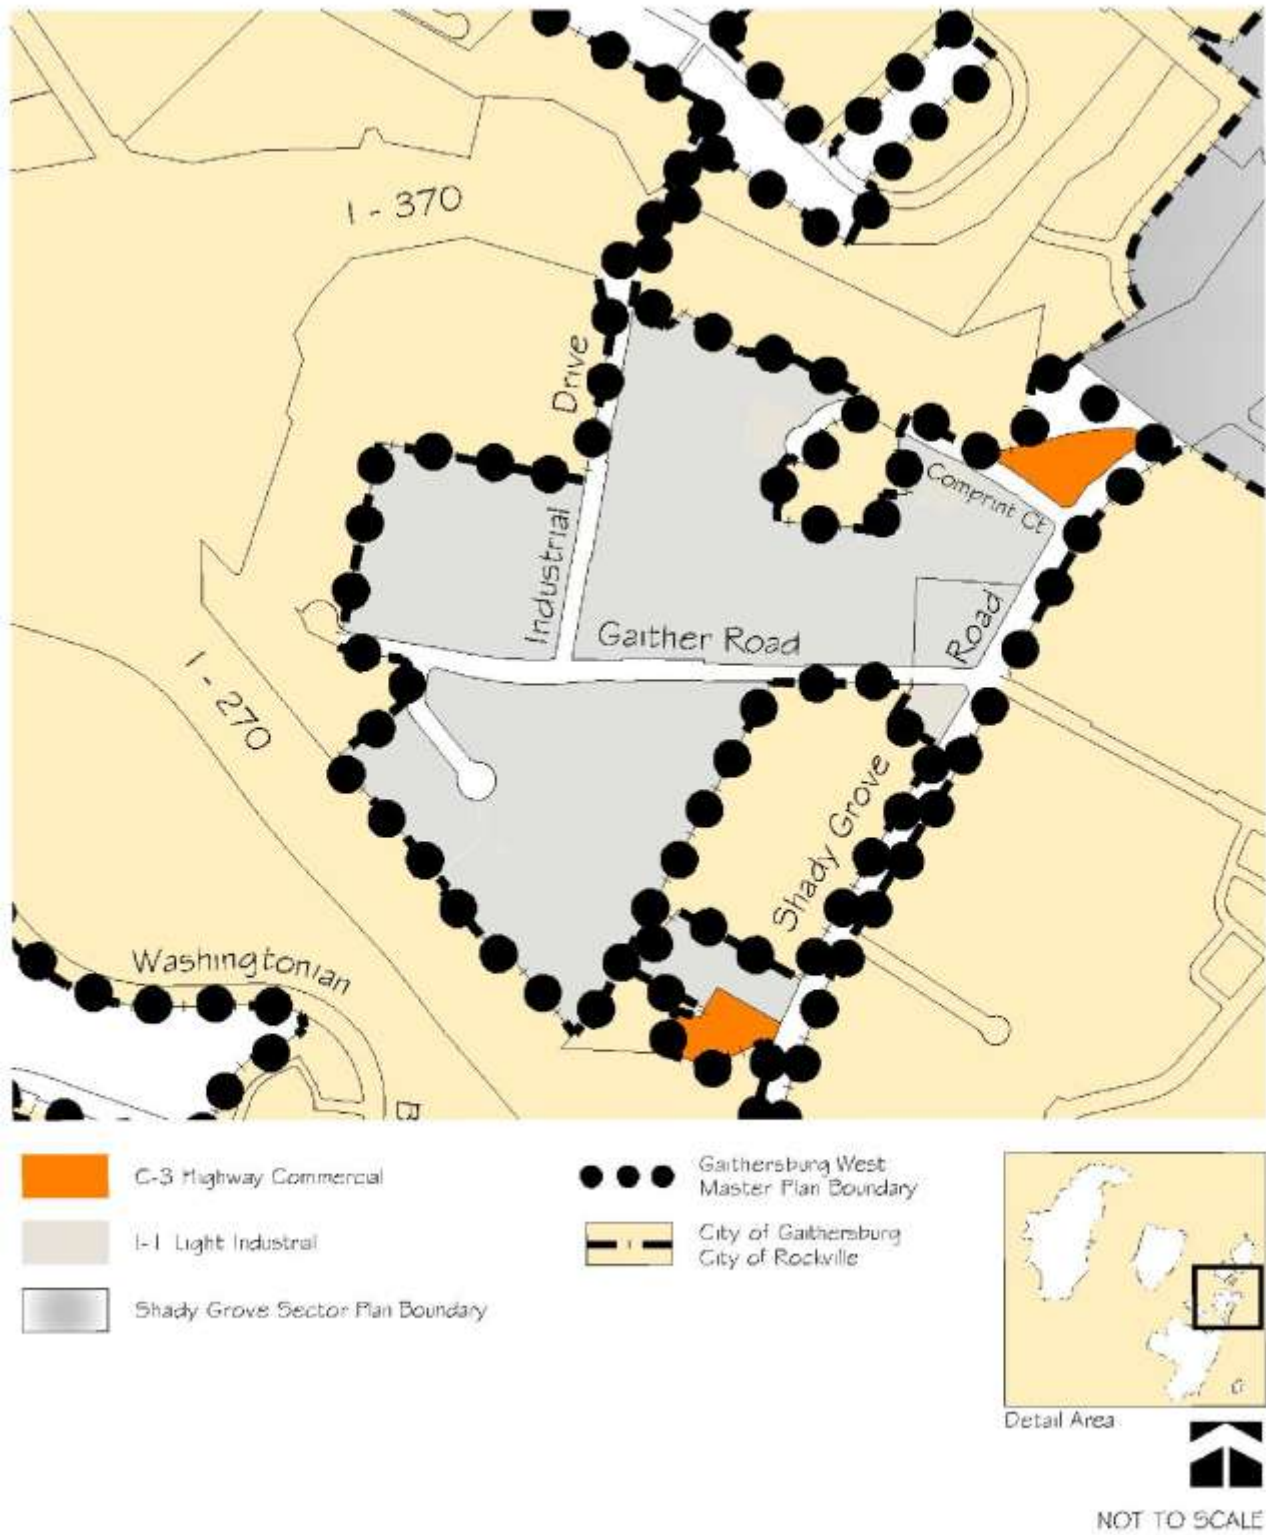 I - 370
Drive
Comprint Ct
Industrial
Gaither Road
Road
I - 270
Shady Grove
Washingtonian
B
C-3 Highway Commercial
I-1 Light Industrial
Shady Grove Sector Plan Boundary
Gaithersburg West
Master Plan Boundary
City of Gaithersburg
City of Rockville
Detail Area
NOT TO SCALE